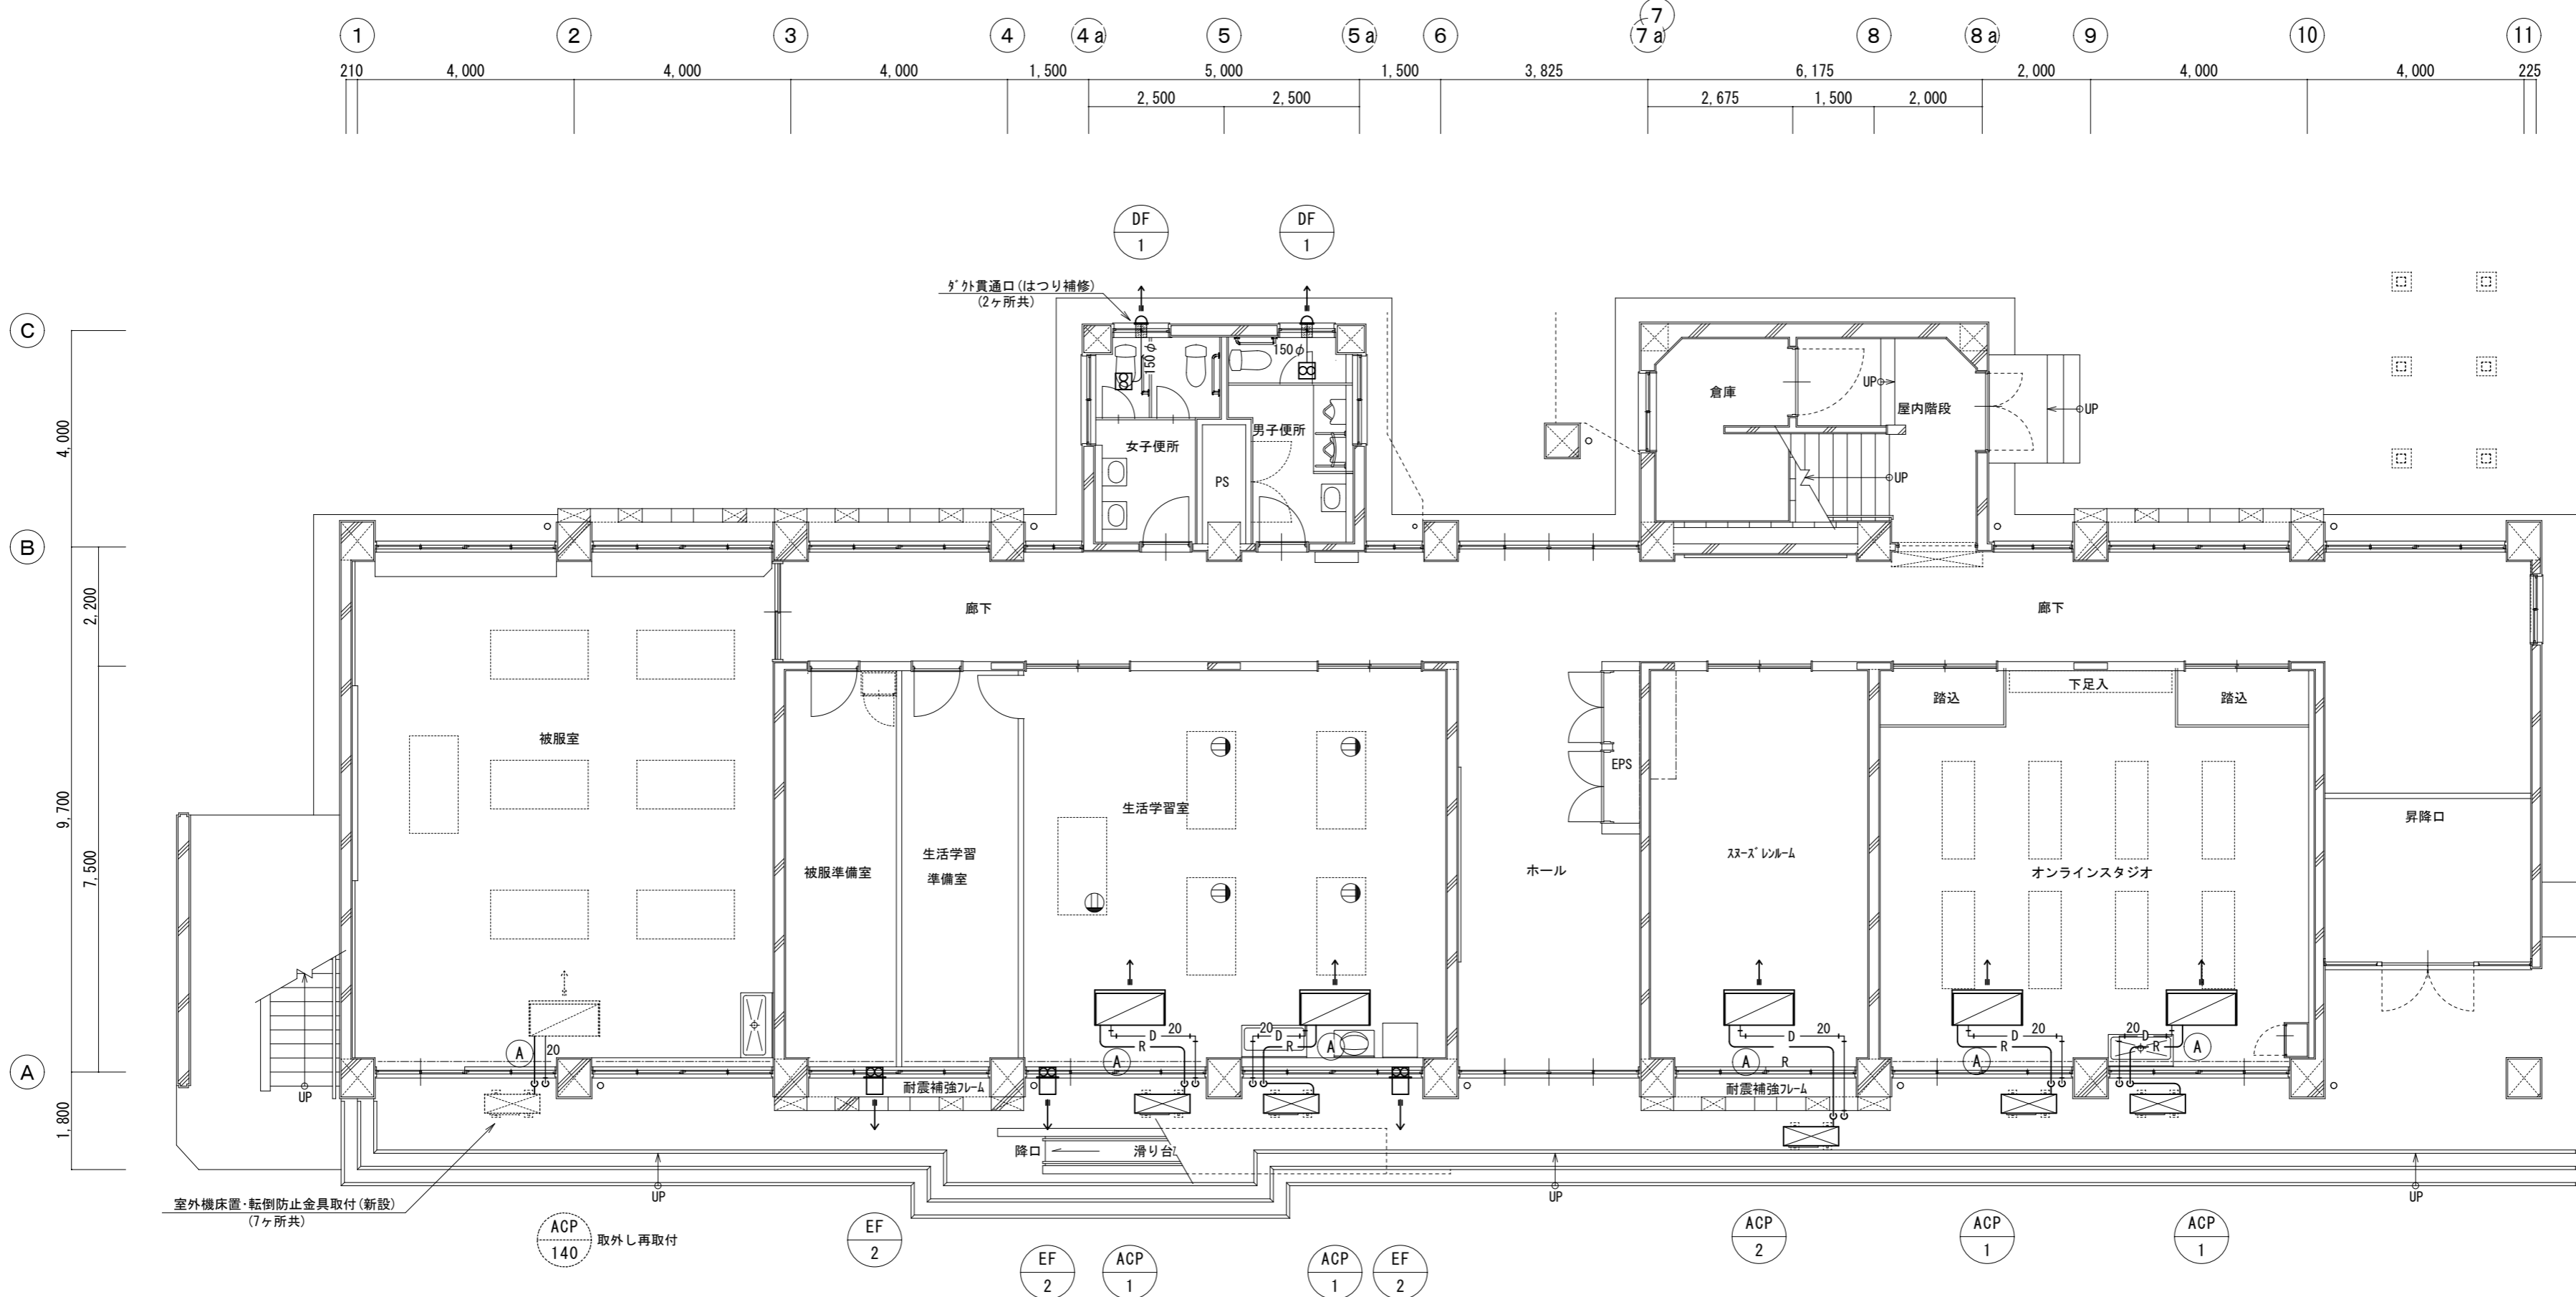 7
1 2 3 4 4a 5 5a 6 7a 8 8a 9 10 11
210 4,000 4,000 4,000 1,500 5,000 1,500 3,825 6,175 2,000 4,000 4,000 225
2,500 2,500 2,675 1,500 2,000
DF 1
DF 1
ダクト貫通口(はつり補修)
(2ヶ所共)
C
B
A
4,000
2,200
9,700
7,500
1,800
150φ
150φ
女子便所
男子便所
PS
倉庫
屋内階段
UP
UP
UP
廊下
廊下
被服室
踏込
下足入
踏込
EPS
生活学習室
昇降口
被服準備室
生活学習
準備室
ホール
スヌーズレンルーム
オンラインスタジオ
A 20
D 20
R
A
20
D
R
A
D 20
R
A
R
D 20
R
A
20
D
R
A
UP
耐震補強フレーム
耐震補強フレーム
降口
滑り台
UP
UP
UP
室外機床置・転倒防止金具取付(新設)
(7ヶ所共)
ACP 140
取外し再取付
EF 2
EF 2
ACP 1
ACP 1
EF 2
ACP 2
ACP 1
ACP 1